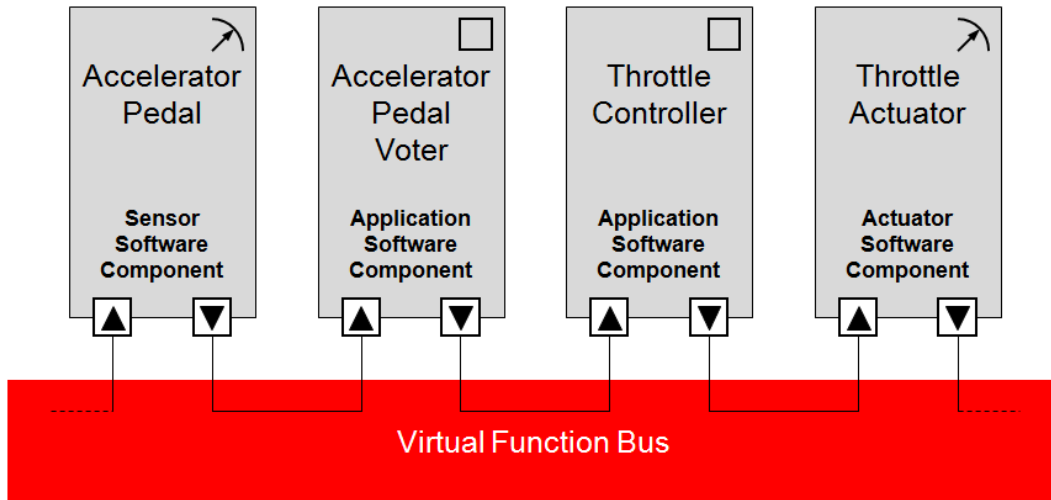 Accelerator
Pedal
Sensor
Software
Component
Accelerator
Pedal
Voter
Application
Software
Component
Throttle
Controller
Application
Software
Component
Throttle
Actuator
Actuator
Software
Component
Virtual Function Bus